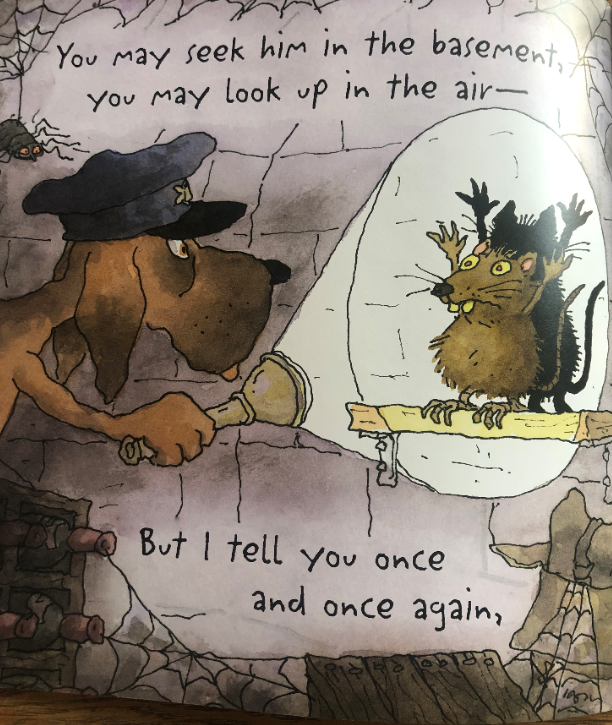 You may seek him in the basement,
you may look up in the air—
But I tell you once
and once again,